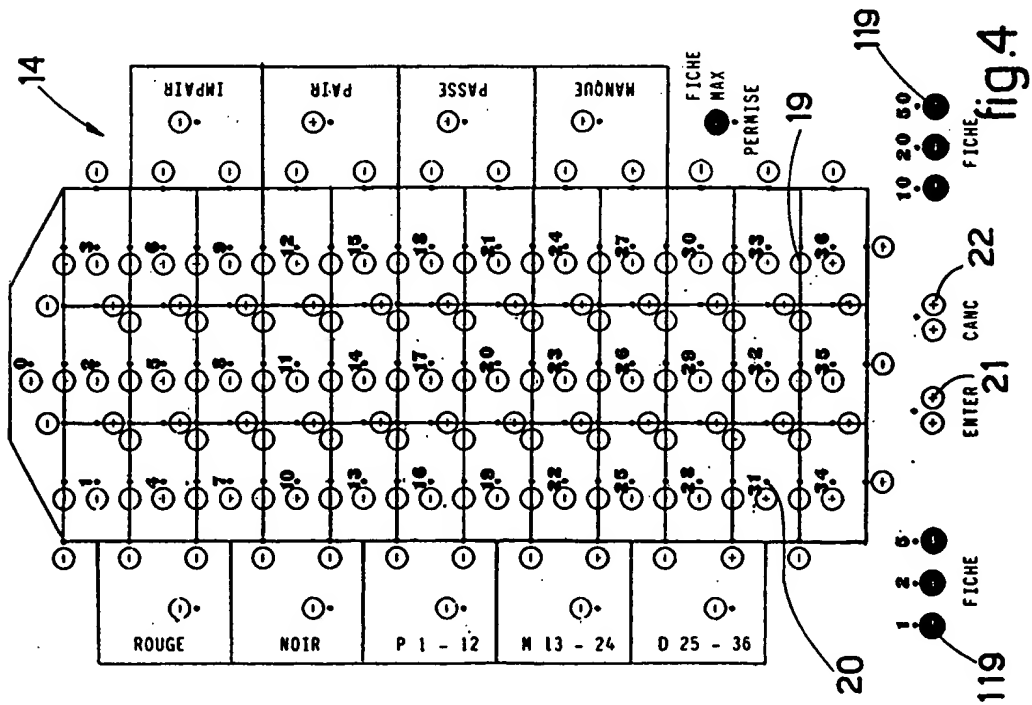 14
0
1 2 3
4 5 6
7 8 9
10 11 12
13 14 15
16 17 18
19 20 21
22 23 24
25 26 27
28 29 30
31 32 33
34 35 36
ROUGE
NOIR
P 1 - 12
M 13 - 24
D 25 - 36
IMPAIR
PAIR
PASSE
MANQUE
FICHE
MAX
PERMISE
19
20
1 2 5
FICHE
119
ENTER
21
CANC
22
10 20 50
FICHE
119
fig.4